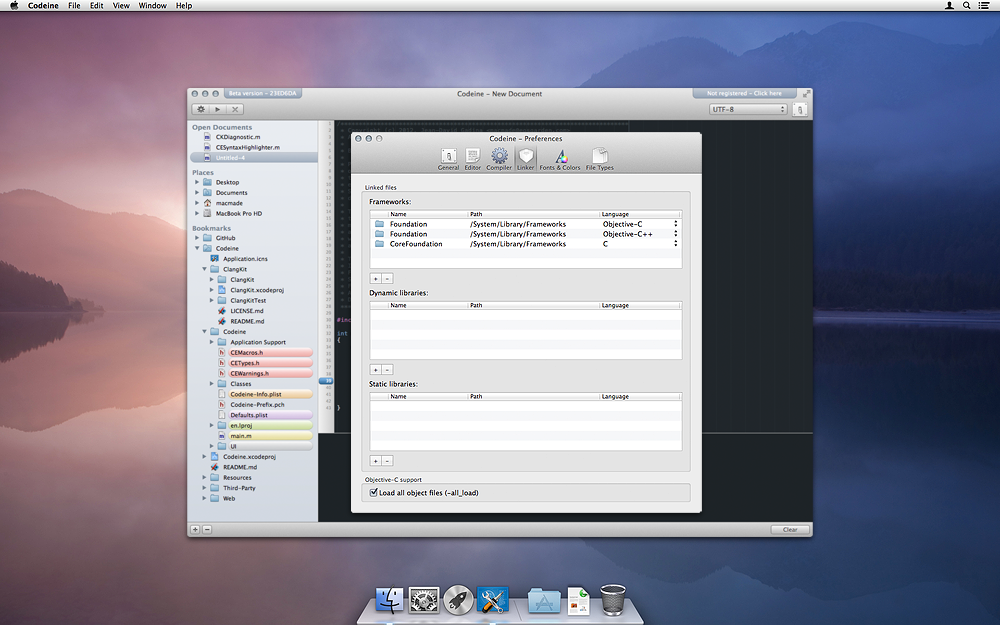 Codeine File Edit View Window Help
Beta version - 23ED6DA
Codeine – New Document
Not registered - Click here
UTF-8
Open Documents
CKDiagnostic.m
CESyntaxHighlighter.m
Untitled-4
Places
Desktop
Documents
macmade
MacBook Pro HD
Bookmarks
GitHub
Codeine
Application.icns
ClangKit
ClangKit
ClangKit.xcodeproj
ClangKitTest
LICENSE.md
README.md
Codeine
Application Support
CEMacros.h
CETypes.h
CEWarnings.h
Classes
Codeine-Info.plist
Codeine-Prefix.pch
Defaults.plist
en.lproj
main.m
UI
Codeine.xcodeproj
README.md
Resources
Third-Party
Web
int
{
}
Codeine – Preferences
General Editor Compiler Linker Fonts & Colors File Types
Linked files
Frameworks:
Name Path Language
Foundation /System/Library/Frameworks Objective-C
Foundation /System/Library/Frameworks Objective-C++
CoreFoundation /System/Library/Frameworks C
+ −
Dynamic libraries:
Name Path Language
+ −
Static libraries:
Name Path Language
+ −
Objective-C support
Load all object files (-all_load)
+ −
Clear